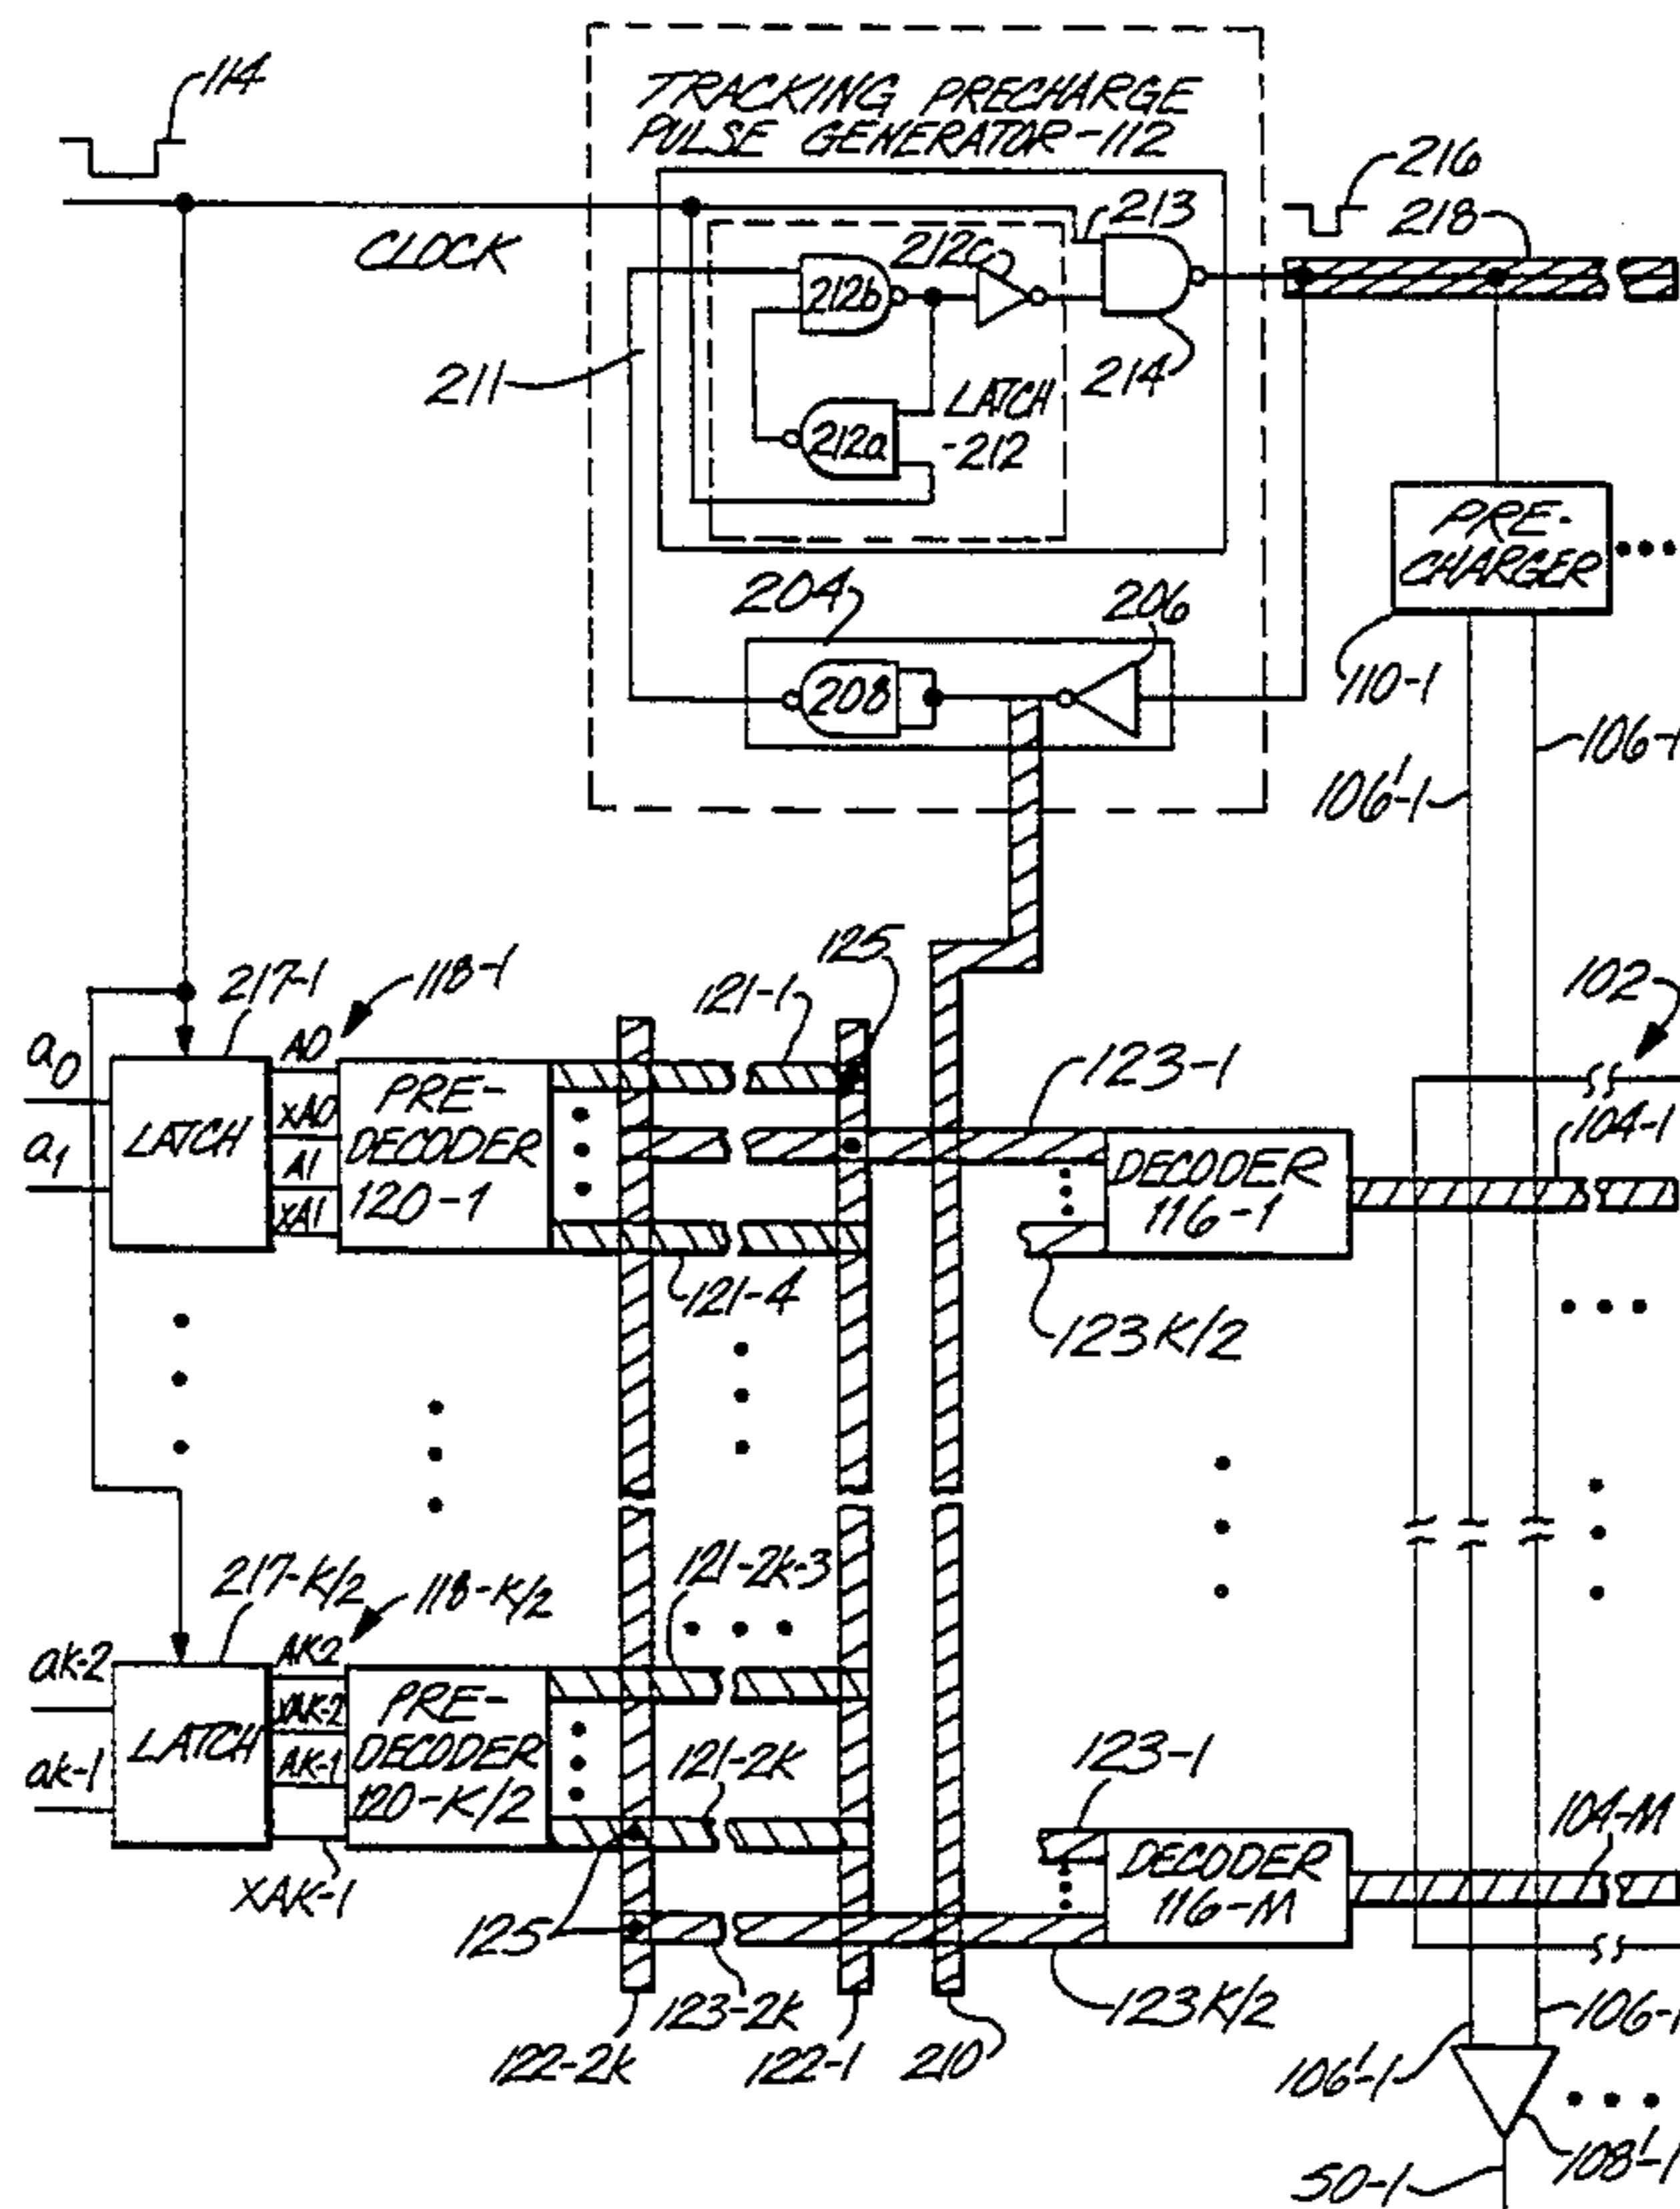 114
TRACKING PRECHARGE
PULSE GENERATOR-112
216
218
213
CLOCK
212c
212b
211
214
LATCH
-212
212a
PRE-
CHARGER
204
206
208
110-1
106-1
106'-1
125
217-1
118-1
121-1
102
a0
A0
123-1
PRE-
DECODER
120-1
xA0
104-1
LATCH
a1
A1
DECODER
116-1
xA1
121-4
123K/2
217-K/2
118-K/2
121-2K-3
ak-2
AK2
PRE-
DECODER
120-K/2
xAK-2
LATCH
123-1
ak-1
AK-1
121-2K
104-M
DECODER
116-M
XAK-1
125
123-2K
123K/2
106-1
122-2K
122-1
210
106'-1
108'-1
50-1